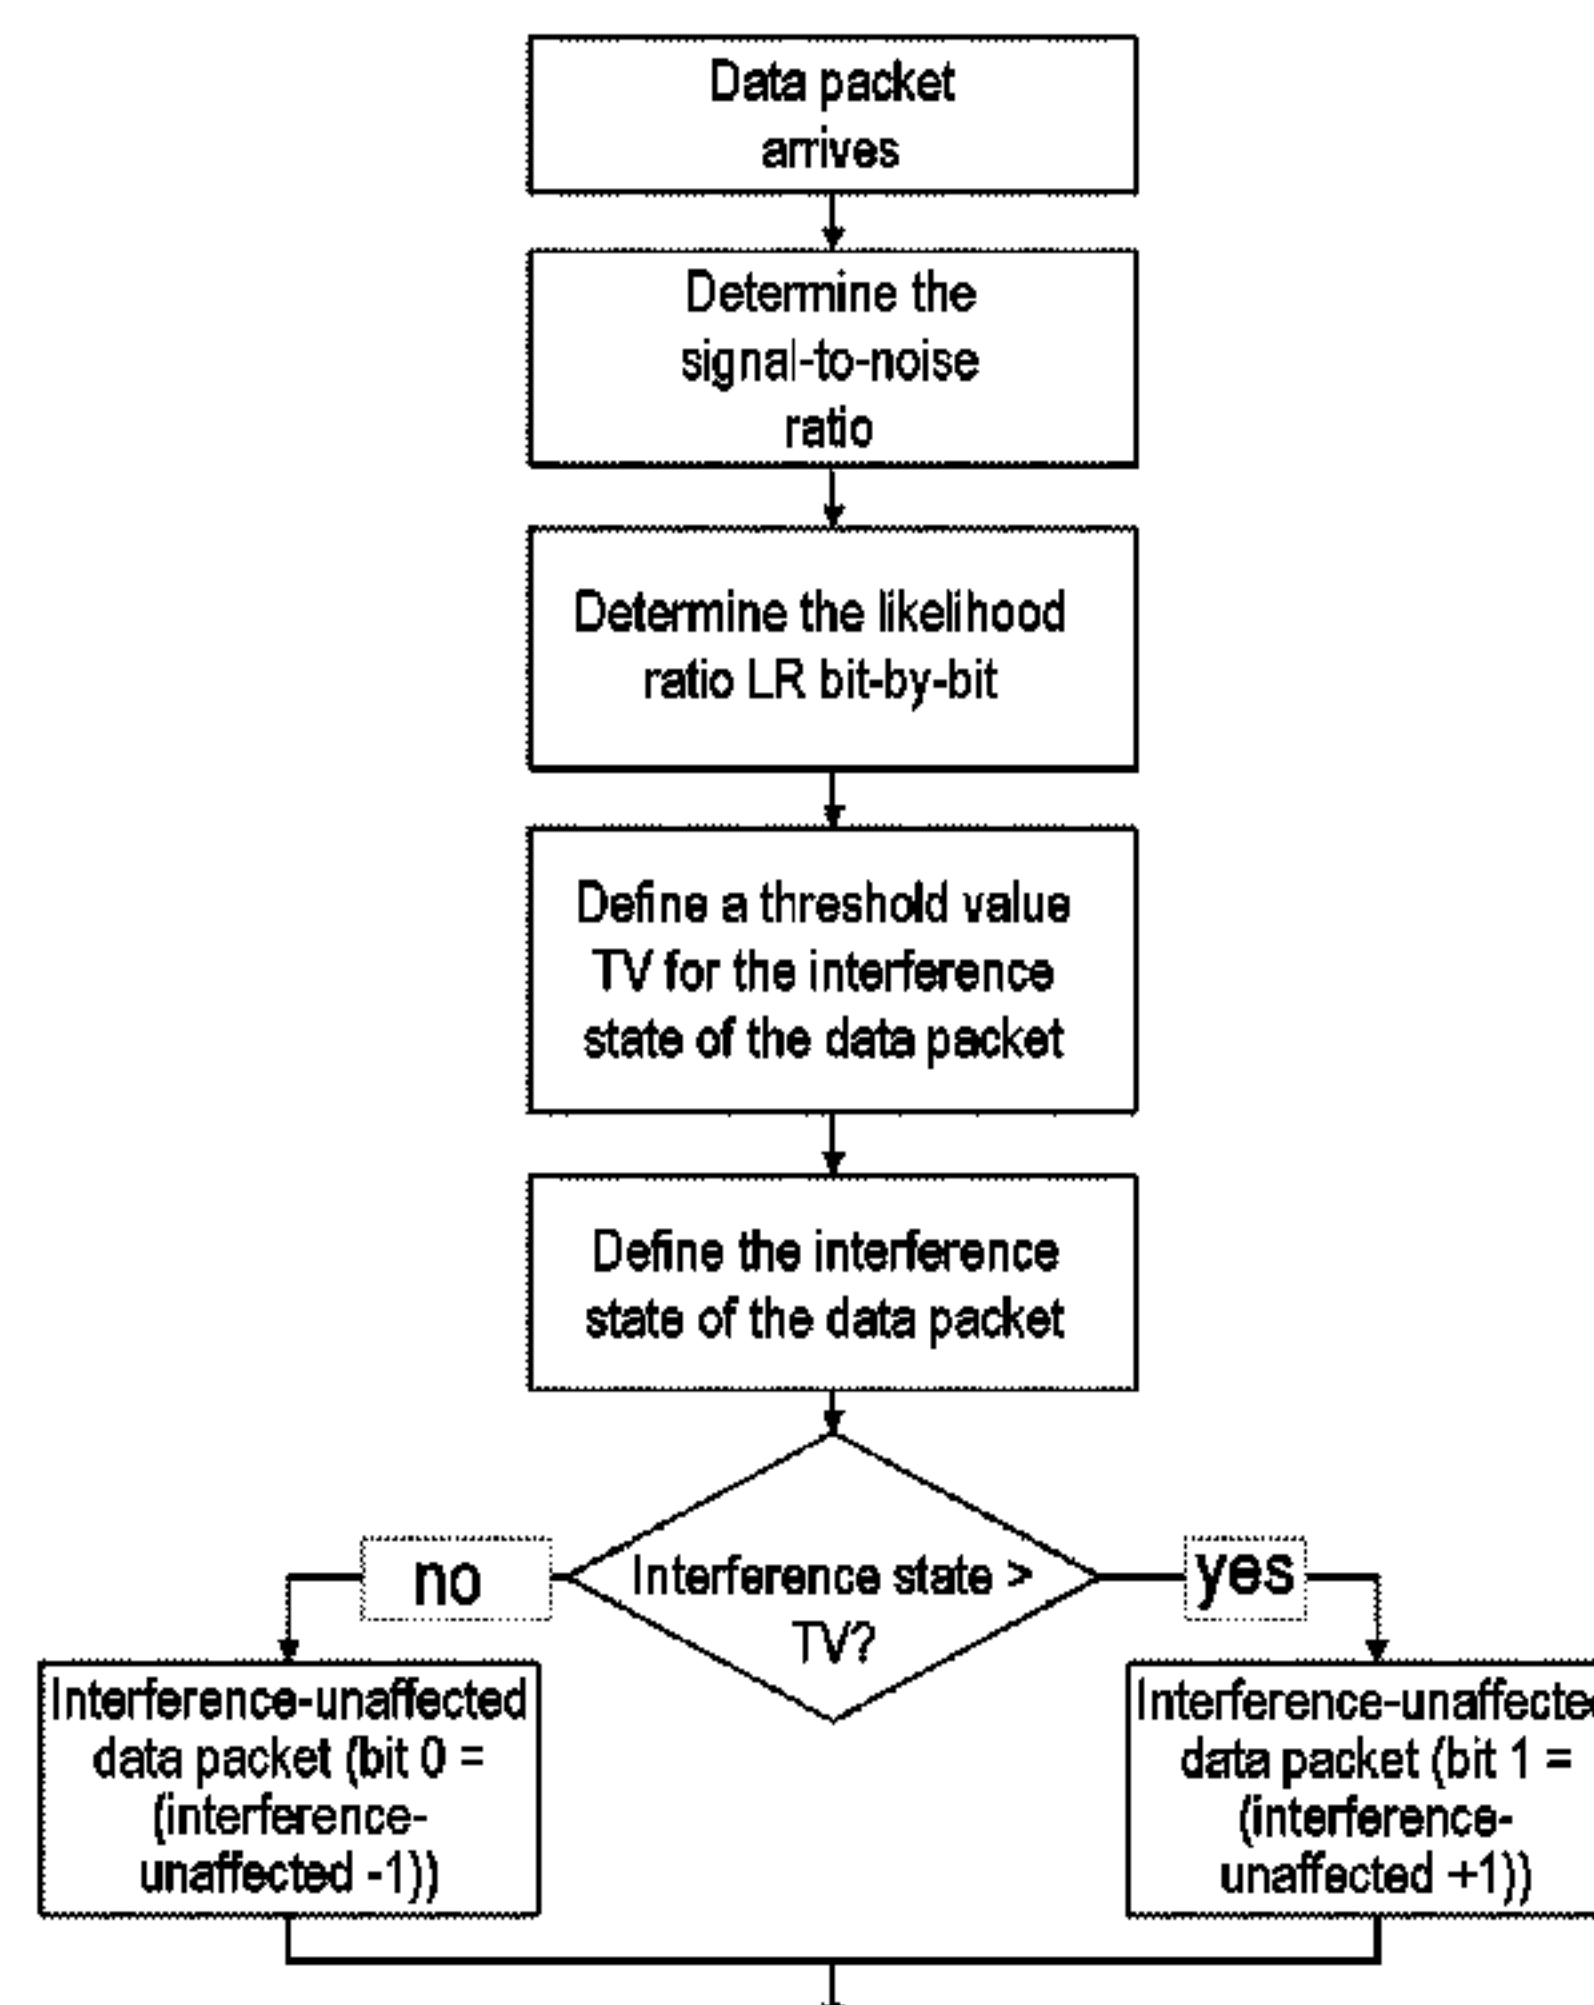 Data packet
arrives
Determine the
signal-to-noise
ratio
Determine the likelihood
ratio LR bit-by-bit
Define a threshold value
TV for the interference
state of the data packet
Define the interference
state of the data packet
Interference state >
TV?
no
yes
Interference-unaffected
data packet (bit 0 =
(interference-
unaffected -1))
Interference-unaffected
data packet (bit 1 =
(interference-
unaffected +1))